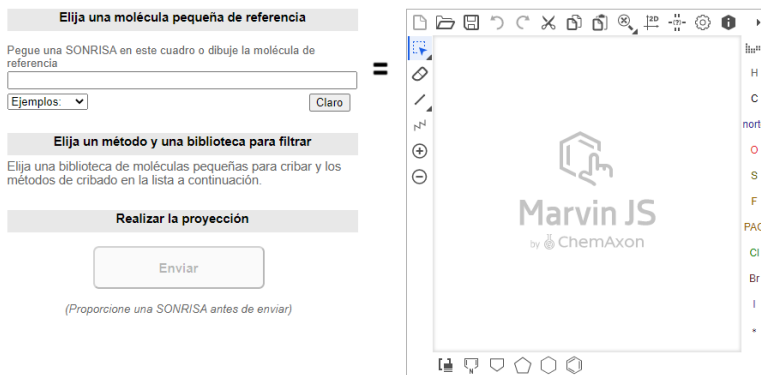 Elija una molécula pequeña de referencia
Pegue una SONRISA en este cuadro o dibuje la molécula de
referencia
Ejemplos:
Claro
Elija un método y una biblioteca para filtrar
Elija una biblioteca de moléculas pequeñas para cribar y los
métodos de cribado en la lista a continuación.
Realizar la proyección
Enviar
(Proporcione una SONRISA antes de enviar)
=
2D
Marvin JS
by ChemAxon
H
C
nort
O
S
F
PAC
Cl
Br
I
*
N